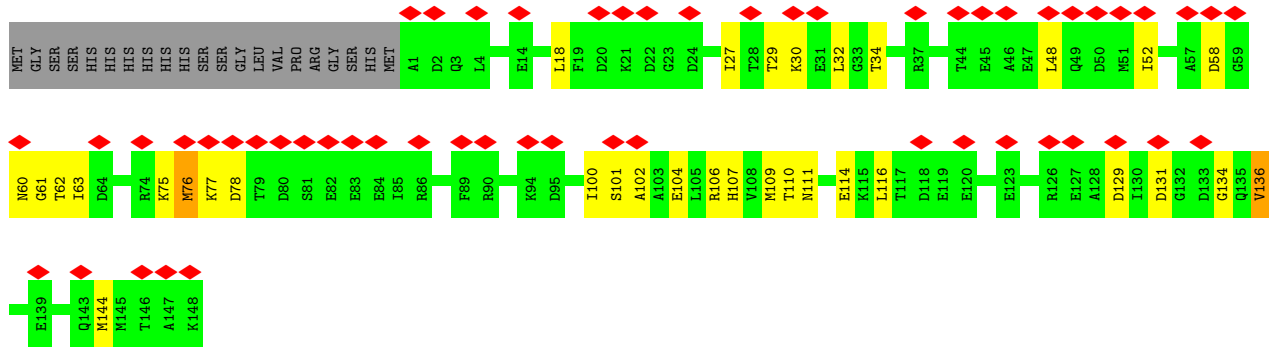 MET GLY SER SER HIS HIS HIS HIS HIS HIS SER SER GLY LEU VAL PRO ARG GLY SER HIS MET A1 D2 Q3 L4 E14 L18 F19 D20 K21 D22 G23 D24 I27 T28 T29 K30 E31 L32 G33 T34 R37 T44 E45 A46 E47 L48 Q49 D50 M51 I52 A57 D58 G59
N60 G61 T62 I63 D64 R74 K75 M76 K77 D78 T79 D80 S81 E82 E83 E84 I85 R86 F89 R90 K94 D95 I100 S101 A102 A103 E104 L105 R106 H107 V108 M109 T110 N111 E114 K115 L116 T117 D118 E119 E120 E123 R126 E127 A128 D129 I130 D131 G132 D133 G134 Q135 V136
E139 Q143 M144 M145 T146 A147 K148